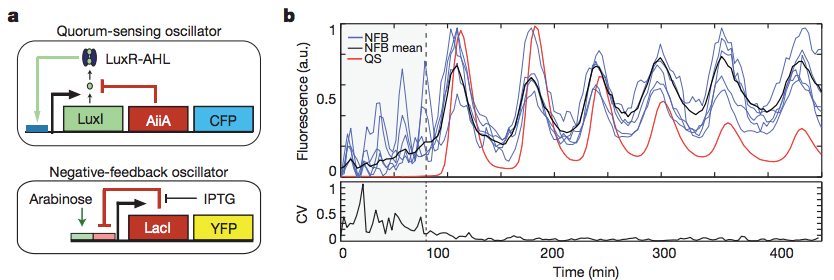 a
Quorum-sensing oscillator
LuxR-AHL
LuxI AiiA CFP
Negative-feedback oscillator
Arabinose IPTG
LacI YFP
b
NFB
NFB mean
QS
Fluorescence (a.u.)
1
0.5
0
CV
1
0.5
0
0 100 200 300 400
Time (min)